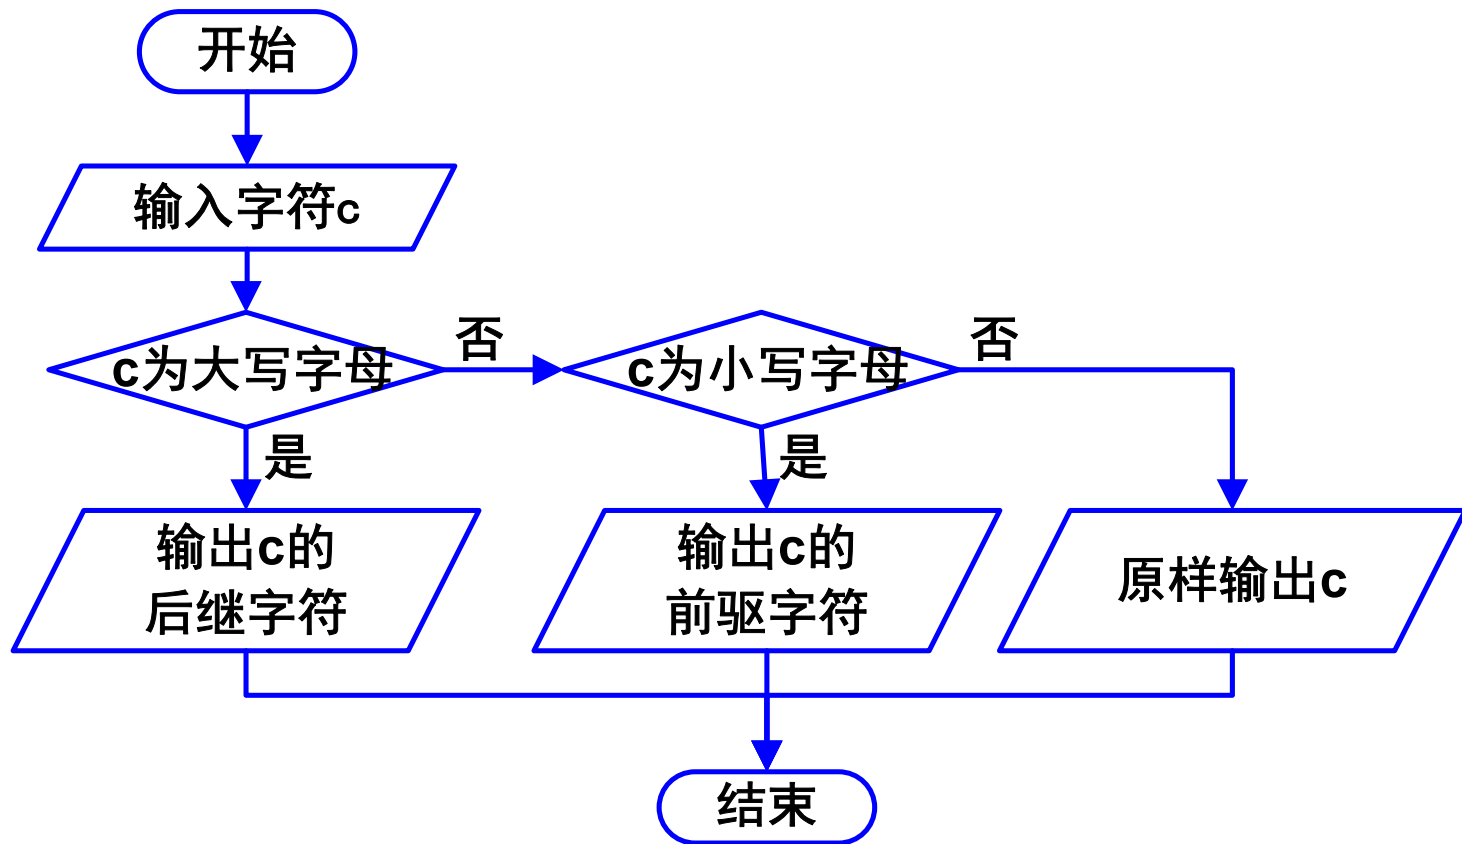 开始
输入字符c
c为大写字母
否
c为小写字母
否
是
是
输出c的
后继字符
输出c的
前驱字符
原样输出c
结束